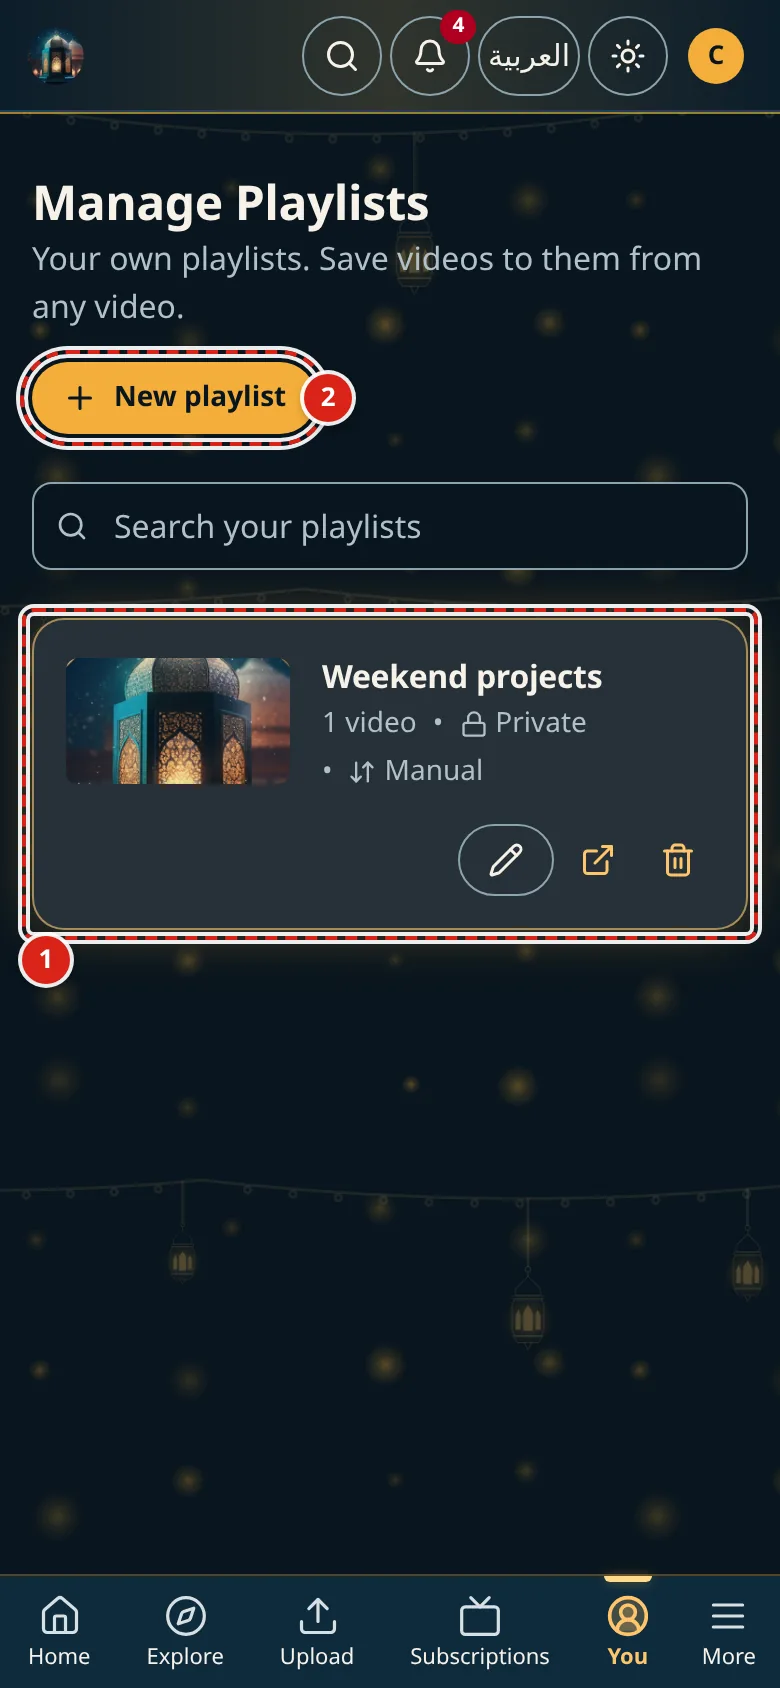 4
العربية
C
Manage Playlists
Your own playlists. Save videos to them from
any video.
New playlist
2
Search your playlists
Weekend projects
1 video • Private
• Manual
1
Home
Explore
Upload
Subscriptions
You
More